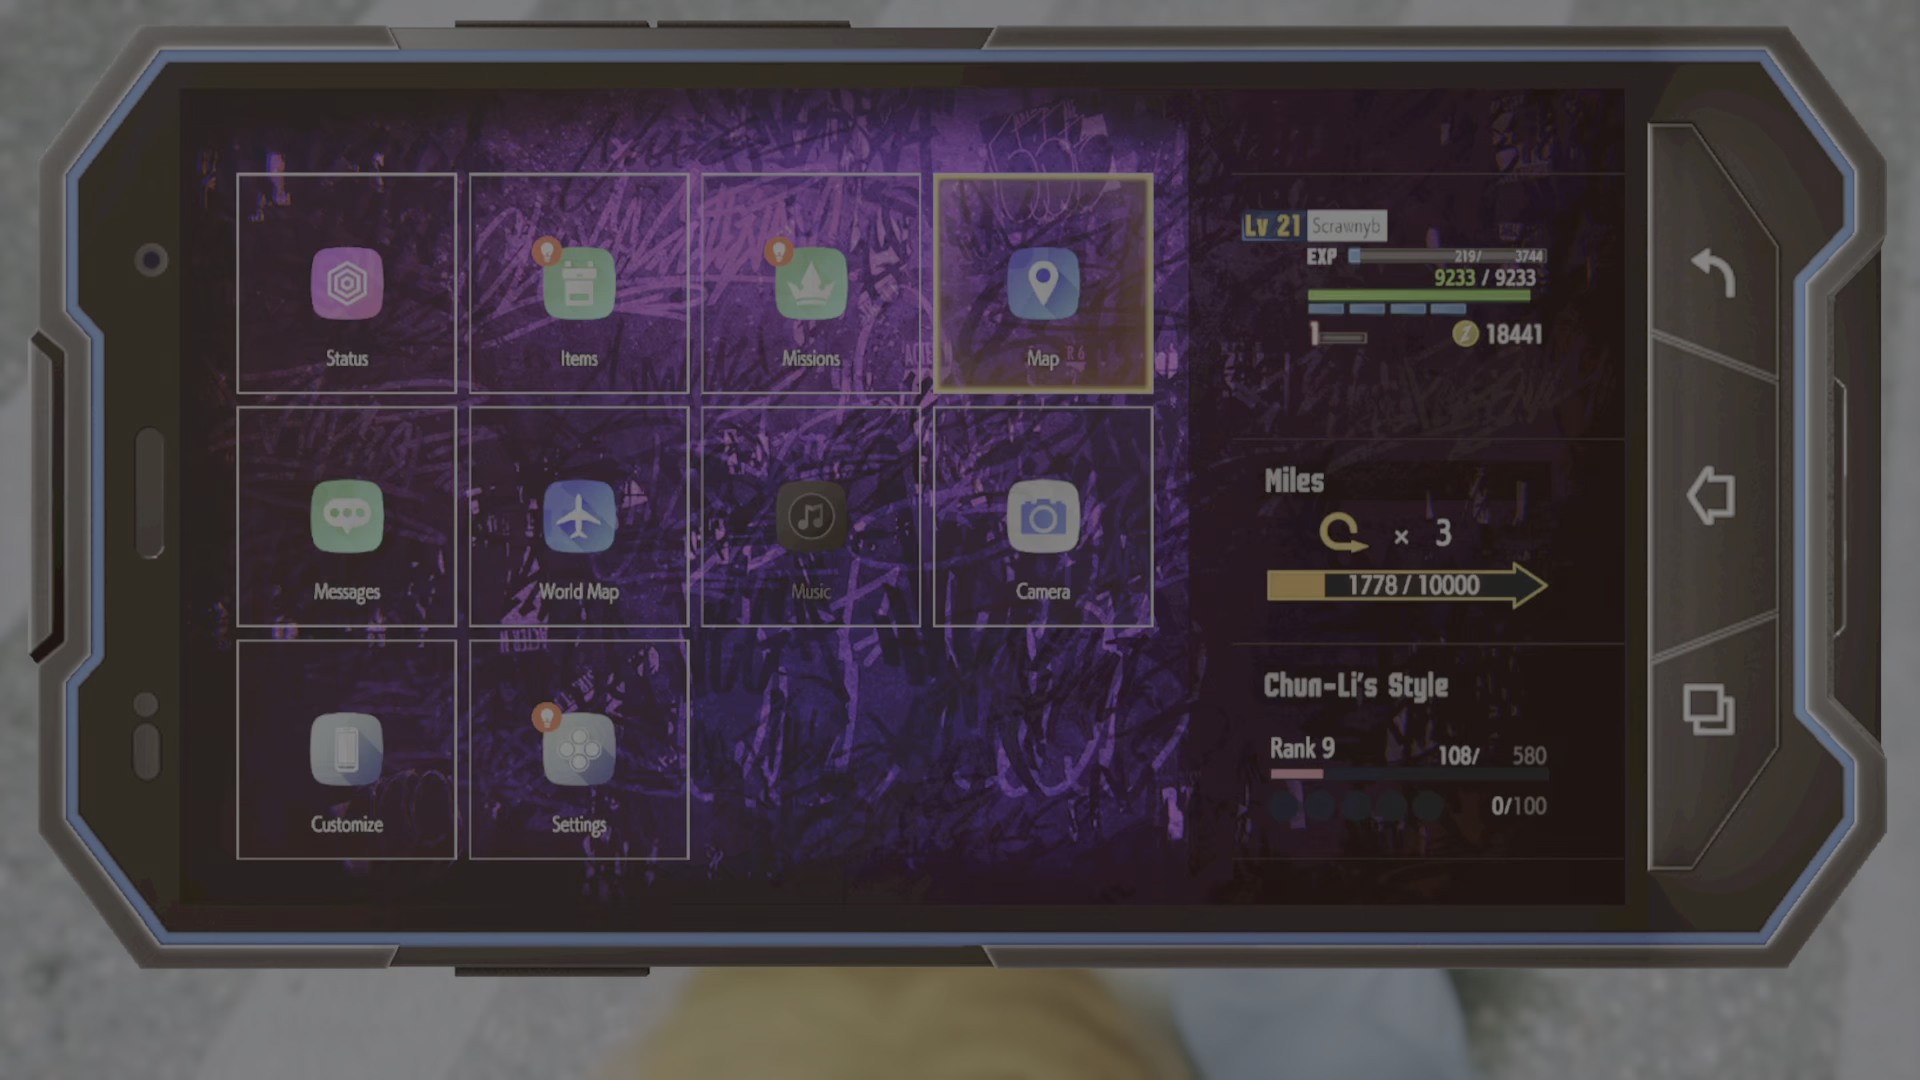 Status
Items
Missions
Map
Messages
World Map
Music
Camera
Customize
Settings
Lv 21 Scrawnyb
EXP 219/ 3744
9233 / 9233
1
18441
Miles
× 3
1778 / 10000
Chun-Li's Style
Rank 9 108/ 580
0/100